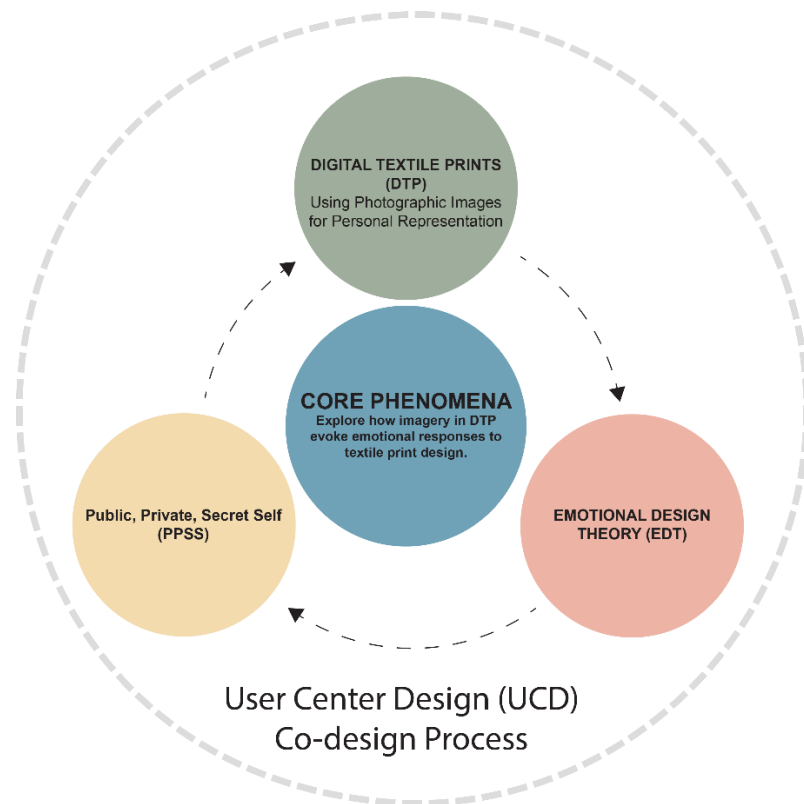 DIGITAL TEXTILE PRINTS
(DTP)
Using Photographic Images
for Personal Representation
CORE PHENOMENA
Explore how imagery in DTP
evoke emotional responses to
textile print design.
Public, Private, Secret Self
(PPSS)
EMOTIONAL DESIGN
THEORY (EDT)
User Center Design (UCD)
Co-design Process